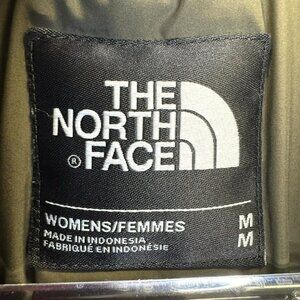 THE
NORTH
® FACE
WOMENS/FEMMES M
MADE IN INDONESIA M
FABRIQUÉ EN INDONÉSIE